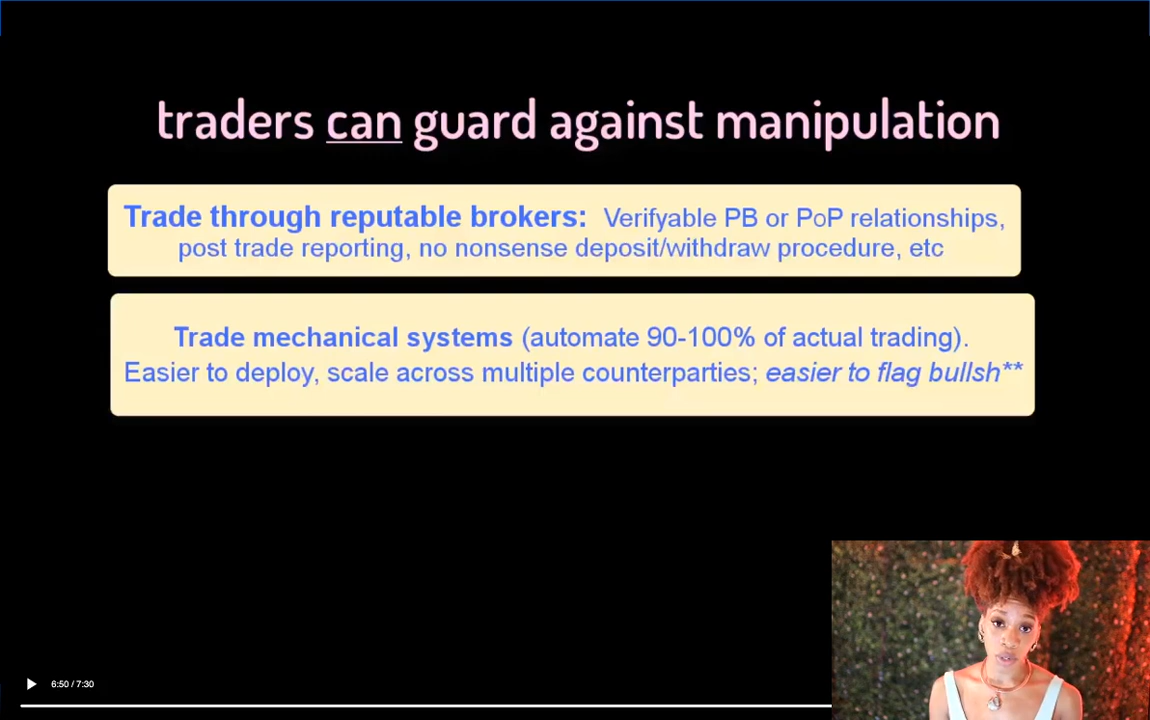 traders can guard against manipulation
Trade through reputable brokers: Verifyable PB or PoP relationships,
post trade reporting, no nonsense deposit/withdraw procedure, etc
Trade mechanical systems (automate 90-100% of actual trading).
Easier to deploy, scale across multiple counterparties; easier to flag bullsh**
6:50 / 7:30